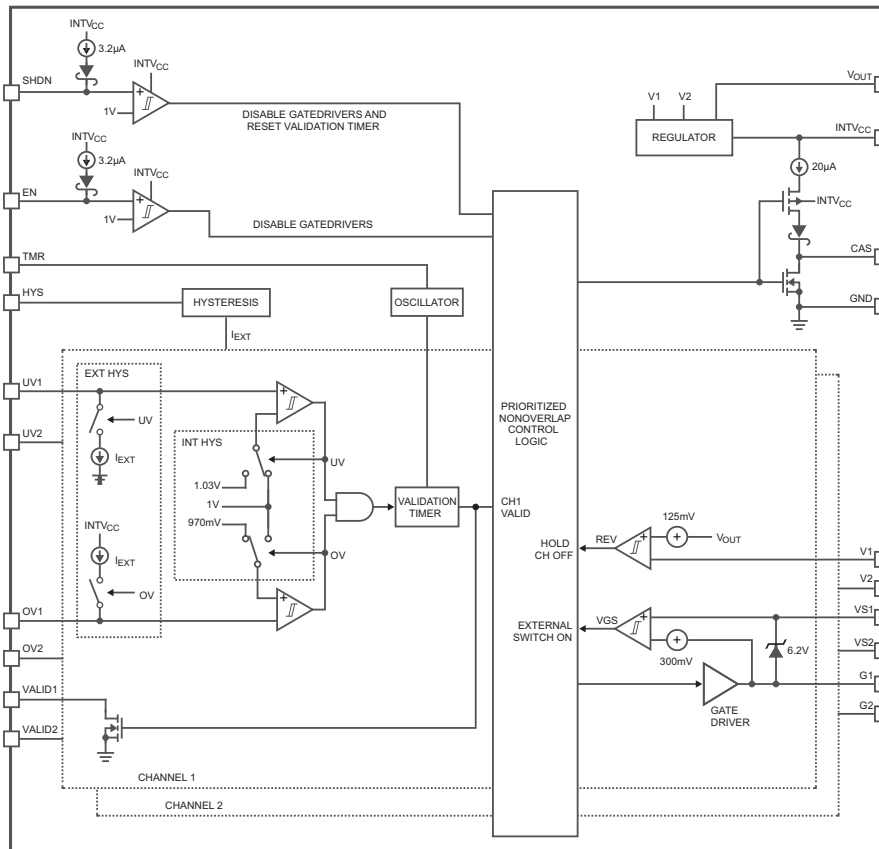 INTVCC
3.2µA
SHDN
INTVCC
1V
DISABLE GATEDRIVERS AND
RESET VALIDATION TIMER
INTVCC
3.2µA
EN
INTVCC
1V
DISABLE GATEDRIVERS
TMR
HYS
HYSTERESIS
OSCILLATOR
IEXT
V1
V2
REGULATOR
VOUT
INTVCC
20µA
INTVCC
CAS
GND
UV1
UV2
EXT HYS
UV
IEXT
INTVCC
IEXT
OV
INT HYS
1.03V
1V
970mV
UV
OV
VALIDATION
TIMER
PRIORITIZED
NONOVERLAP
CONTROL
LOGIC
CH1
VALID
HOLD
CH OFF
EXTERNAL
SWITCH ON
REV
125mV
VOUT
VGS
300mV
6.2V
GATE
DRIVER
V1
V2
VS1
VS2
G1
G2
OV1
OV2
VALID1
VALID2
CHANNEL 1
CHANNEL 2